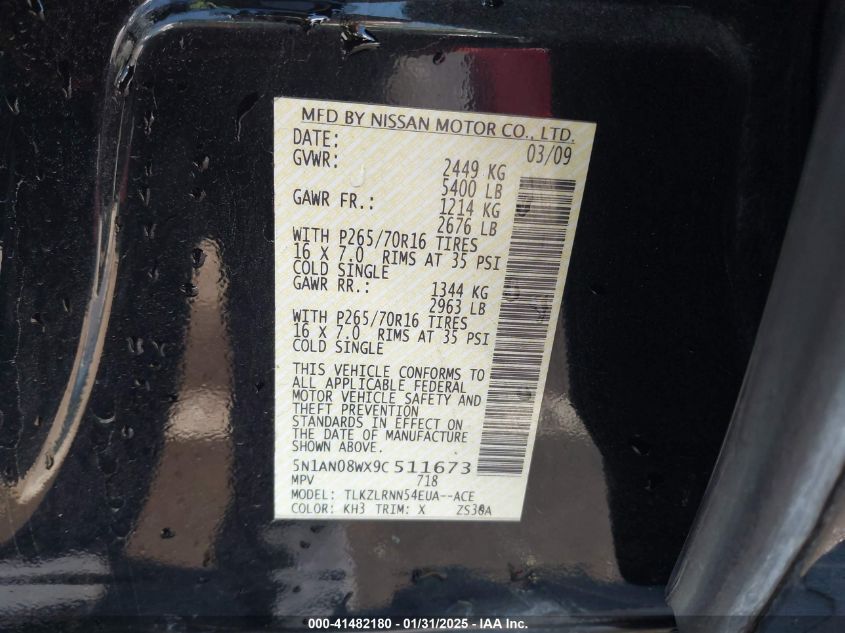 MFD BY NISSAN MOTOR CO., LTD.
DATE: 03/09
GVWR: 2449 KG
5400 LB
GAWR FR.: 1214 KG
2676 LB
WITH P265/70R16 TIRES
16 X 7.0 RIMS AT 35 PSI
COLD SINGLE
GAWR RR.: 1344 KG
2963 LB
WITH P265/70R16 TIRES
16 X 7.0 RIMS AT 35 PSI
COLD SINGLE
THIS VEHICLE CONFORMS TO
ALL APPLICABLE FEDERAL
MOTOR VEHICLE SAFETY AND
THEFT PREVENTION
STANDARDS IN EFFECT ON
THE DATE OF MANUFACTURE
SHOWN ABOVE.
5N1AN08WX9C 511673
MPV 718
MODEL: TLKZLRNN54EUA--ACE
COLOR: KH3 TRIM: X
000-41482180 - 01/31/2025 - IAA Inc.